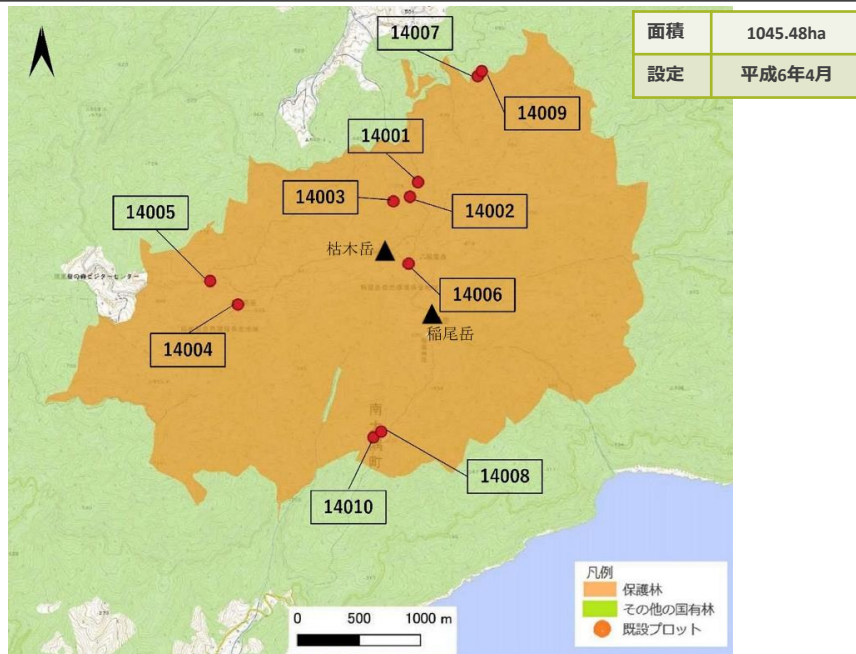 面積 1045.48ha
設定 平成6年4月
14007
14009
14001
14003
14002
14005
枯木岳
14006
稲尾岳
14004
14008
14010
凡例
保護林
その他の国有林
既設プロット
0 500 1000 m